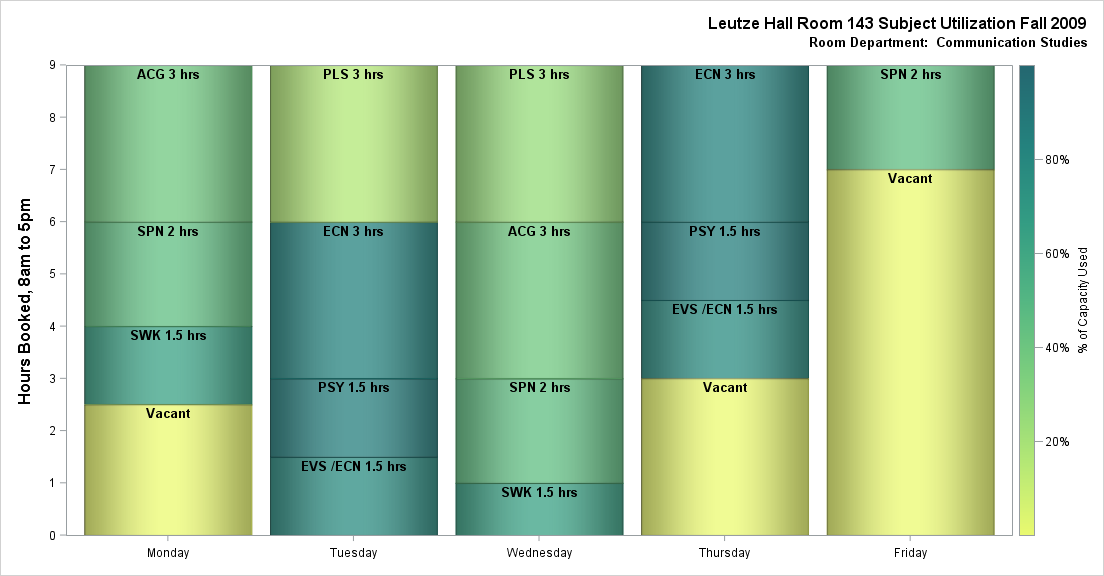 Leutze Hall Room 143 Subject Utilization Fall 2009
Room Department:  Communication Studies
Hours Booked, 8am to 5pm
9
8
7
6
5
4
3
2
1
0
ACG 3 hrs
SPN 2 hrs
SWK 1.5 hrs
Vacant
PLS 3 hrs
ECN 3 hrs
PSY 1.5 hrs
EVS /ECN 1.5 hrs
PLS 3 hrs
ACG 3 hrs
SPN 2 hrs
SWK 1.5 hrs
ECN 3 hrs
PSY 1.5 hrs
EVS /ECN 1.5 hrs
Vacant
SPN 2 hrs
Vacant
Monday
Tuesday
Wednesday
Thursday
Friday
80%
60%
40%
20%
% of Capacity Used